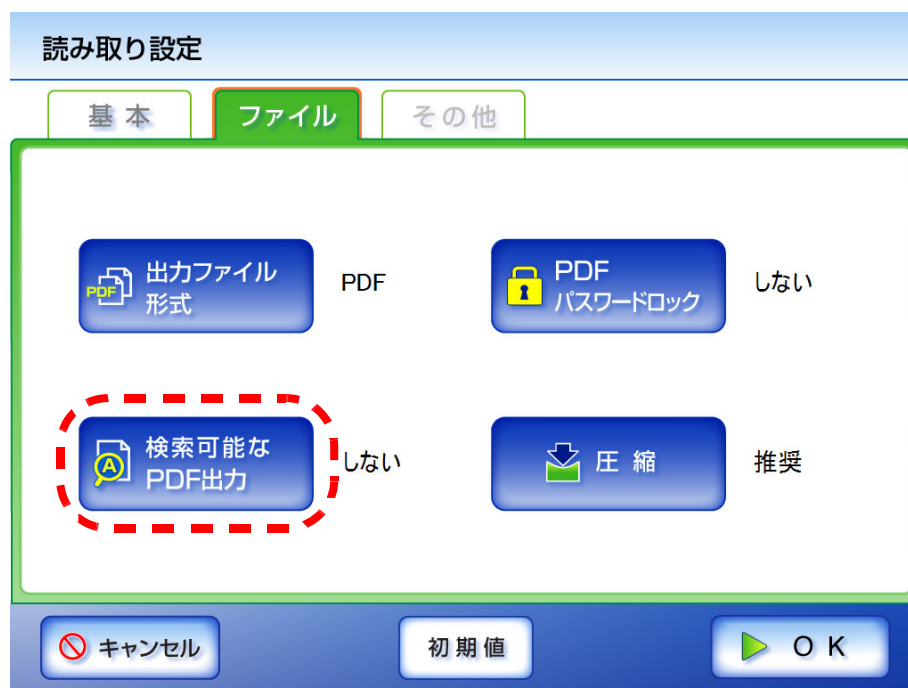 読み取り設定
基本 ファイル その他
出力ファイル
形式
PDF
PDF
PDF
パスワードロック
しない
A
検索可能な
PDF出力
しない
圧縮
推奨
キャンセル 初期値 OK